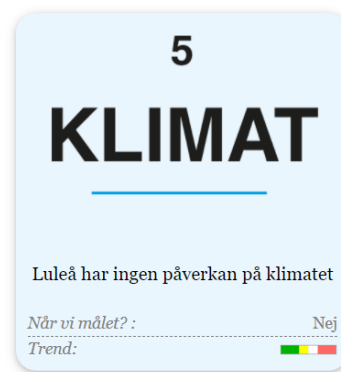 5
KLIMAT
Luleå har ingen påverkan på klimatet
Når vi målet? : Nej
Trend: